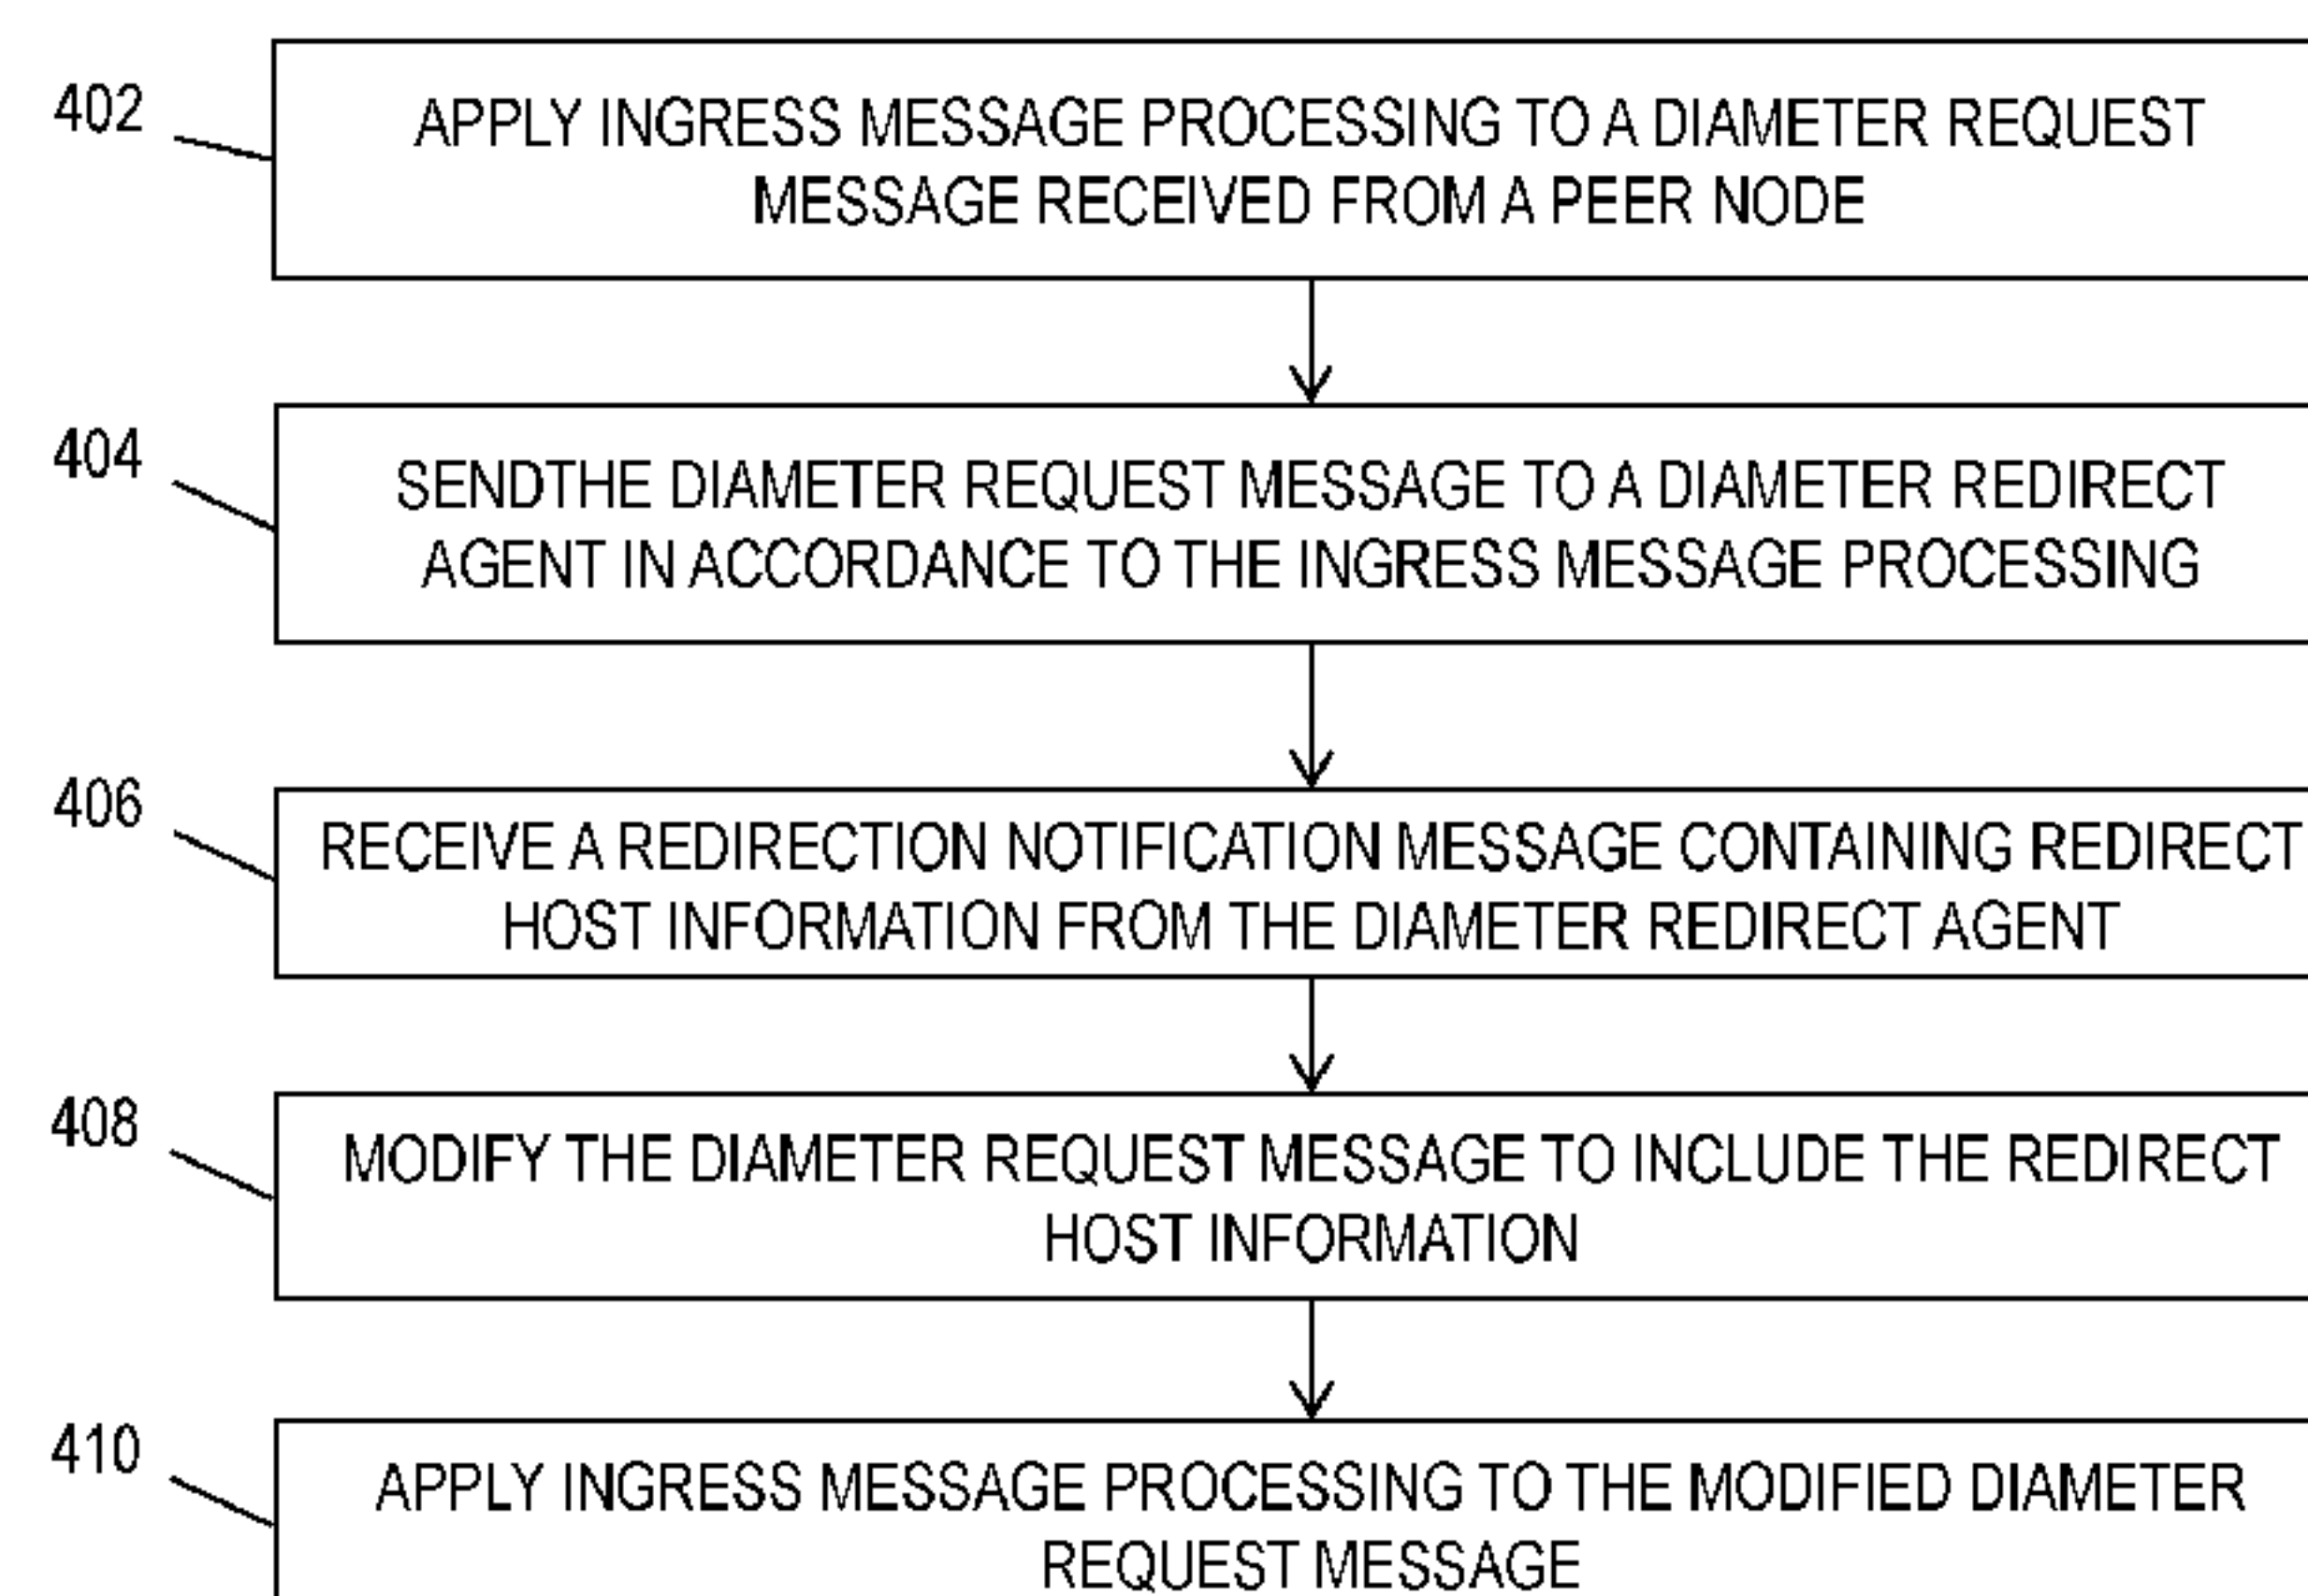 402
APPLY INGRESS MESSAGE PROCESSING TO A DIAMETER REQUEST
MESSAGE RECEIVED FROM A PEER NODE
404
SENDTHE DIAMETER REQUEST MESSAGE TO A DIAMETER REDIRECT
AGENT IN ACCORDANCE TO THE INGRESS MESSAGE PROCESSING
406
RECEIVE A REDIRECTION NOTIFICATION MESSAGE CONTAINING REDIRECT
HOST INFORMATION FROM THE DIAMETER REDIRECT AGENT
408
MODIFY THE DIAMETER REQUEST MESSAGE TO INCLUDE THE REDIRECT
HOST INFORMATION
410
APPLY INGRESS MESSAGE PROCESSING TO THE MODIFIED DIAMETER
REQUEST MESSAGE